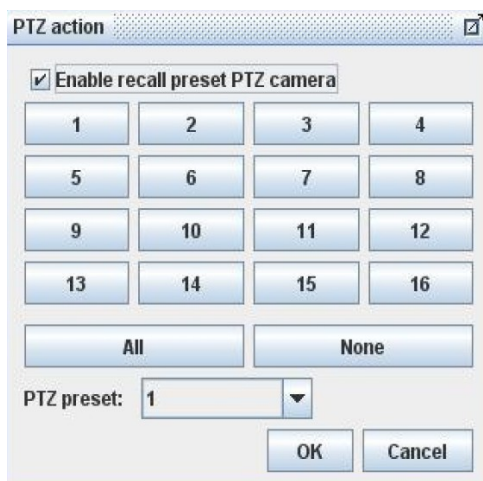 PTZ action
Enable recall preset PTZ camera
1 2 3 4
5 6 7 8
9 10 11 12
13 14 15 16
All None
PTZ preset: 1
OK Cancel